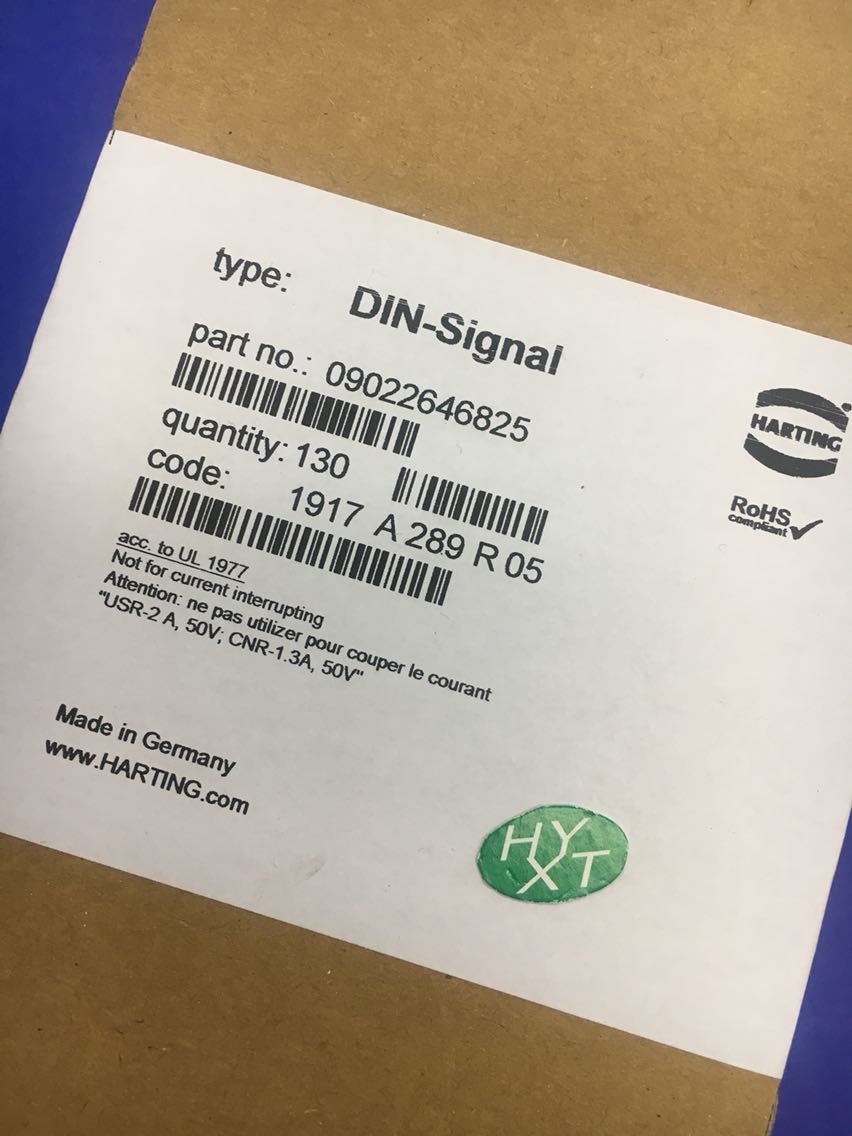 type: DIN-Signal
part no.: 09022646825
quantity: 130
code: 1917 A 289 R 05
acc. to UL 1977
Not for current interrupting
Attention: ne pas utilizer pour couper le courant
"USR-2 A, 50V; CNR-1.3A, 50V"
Made in Germany
www.HARTING.com
HARTING
RoHS
compliant
HY
XT